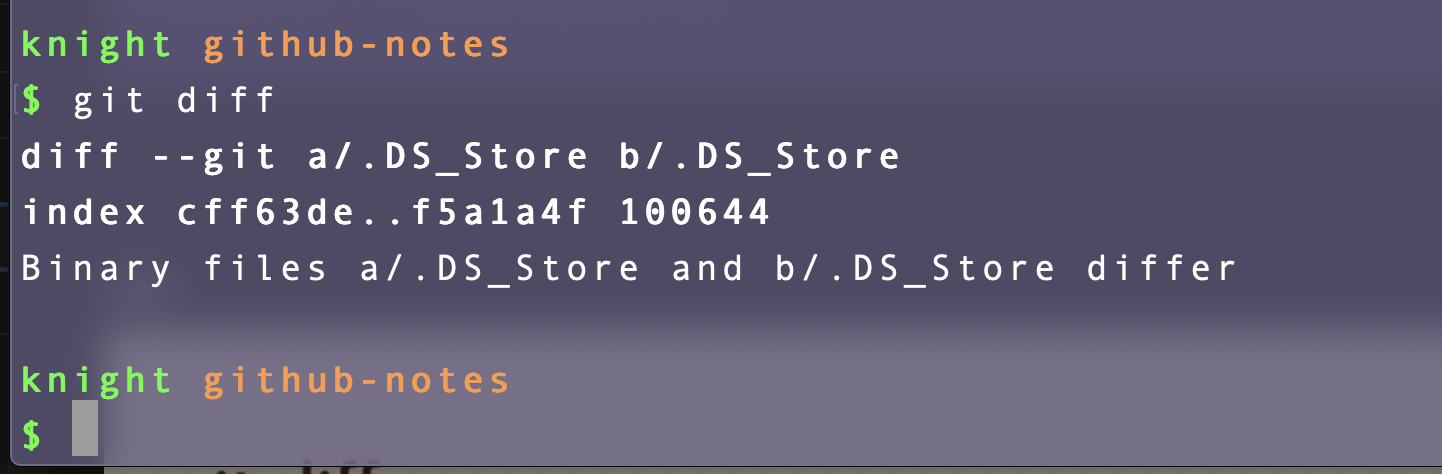 knight github-notes
$ git diff
diff --git a/.DS_Store b/.DS_Store
index cff63de..f5a1a4f 100644
Binary files a/.DS_Store and b/.DS_Store differ
knight github-notes
$